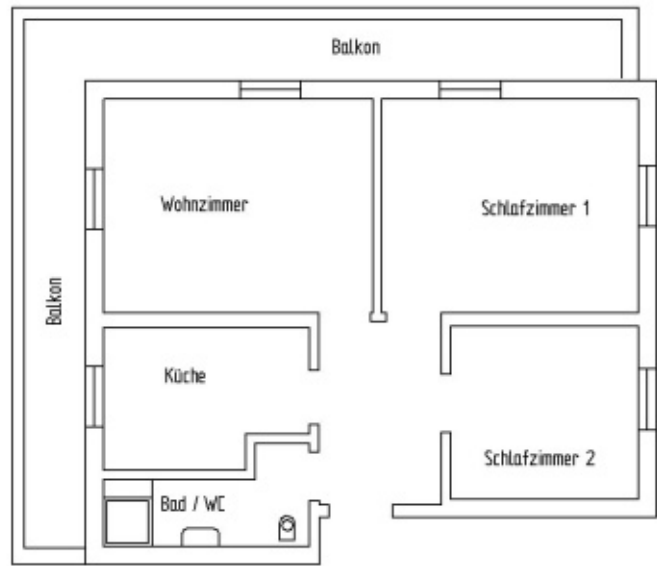 Balkon
Wohnzimmer
Schlafzimmer 1
Balkon
Küche
Schlafzimmer 2
Bad / WC